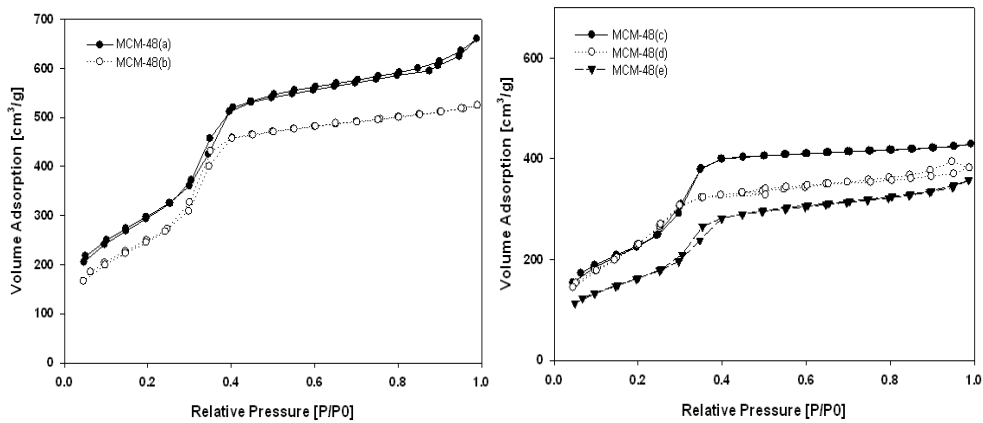 700
600
500
400
300
200
100
0
Volume Adsorption [cm³/g]
MCM-48(a)
MCM-48(b)
0.0 0.2 0.4 0.6 0.8 1.0
Relative Pressure [P/P0]
600
400
200
0
Volume Adsorption [cm³/g]
MCM-48(c)
MCM-48(d)
MCM-48(e)
0.0 0.2 0.4 0.6 0.8 1.0
Relative Pressure [P/P0]